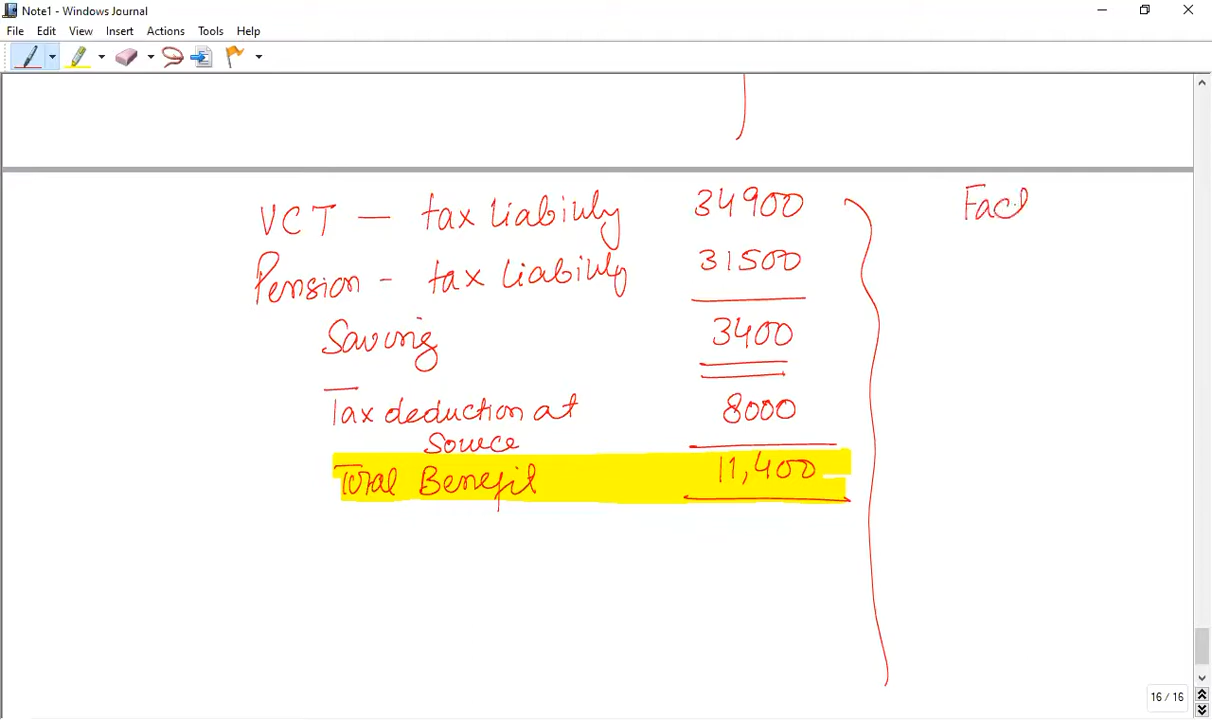 Note1 - Windows Journal
File Edit View Insert Actions Tools Help
VCT — tax liability 34900 Fac
Pension - tax liability 31500
Saving 3400
Tax deduction at 8000
Source
Total Benefit 11,400
16 / 16